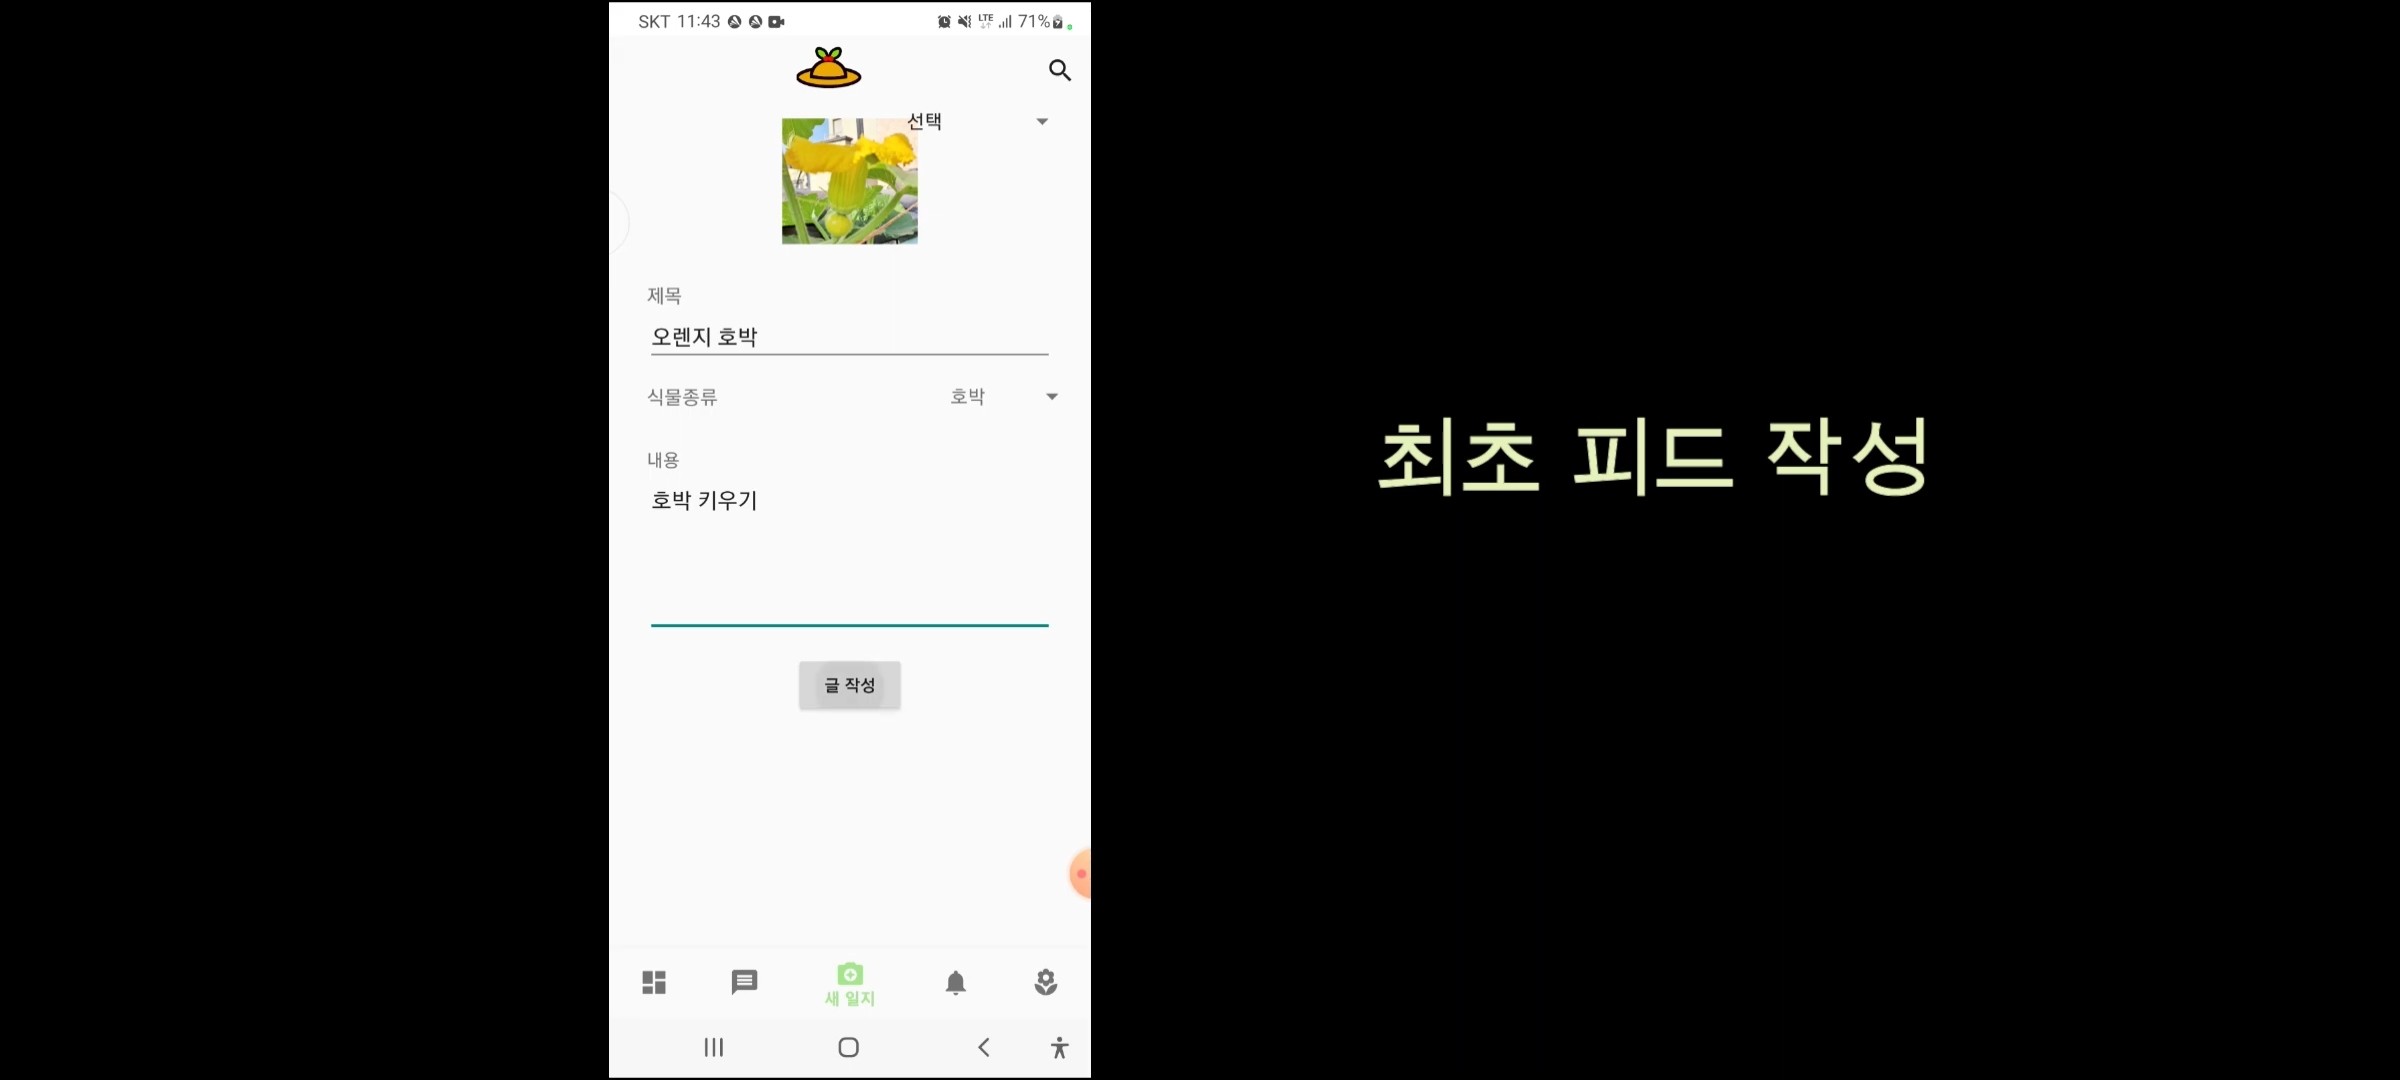 SKT 11:43
LTE 71%
선택
제목
오렌지 호박
식물종류 호박
내용
호박 키우기
글 작성
새 일지
최초 피드 작성